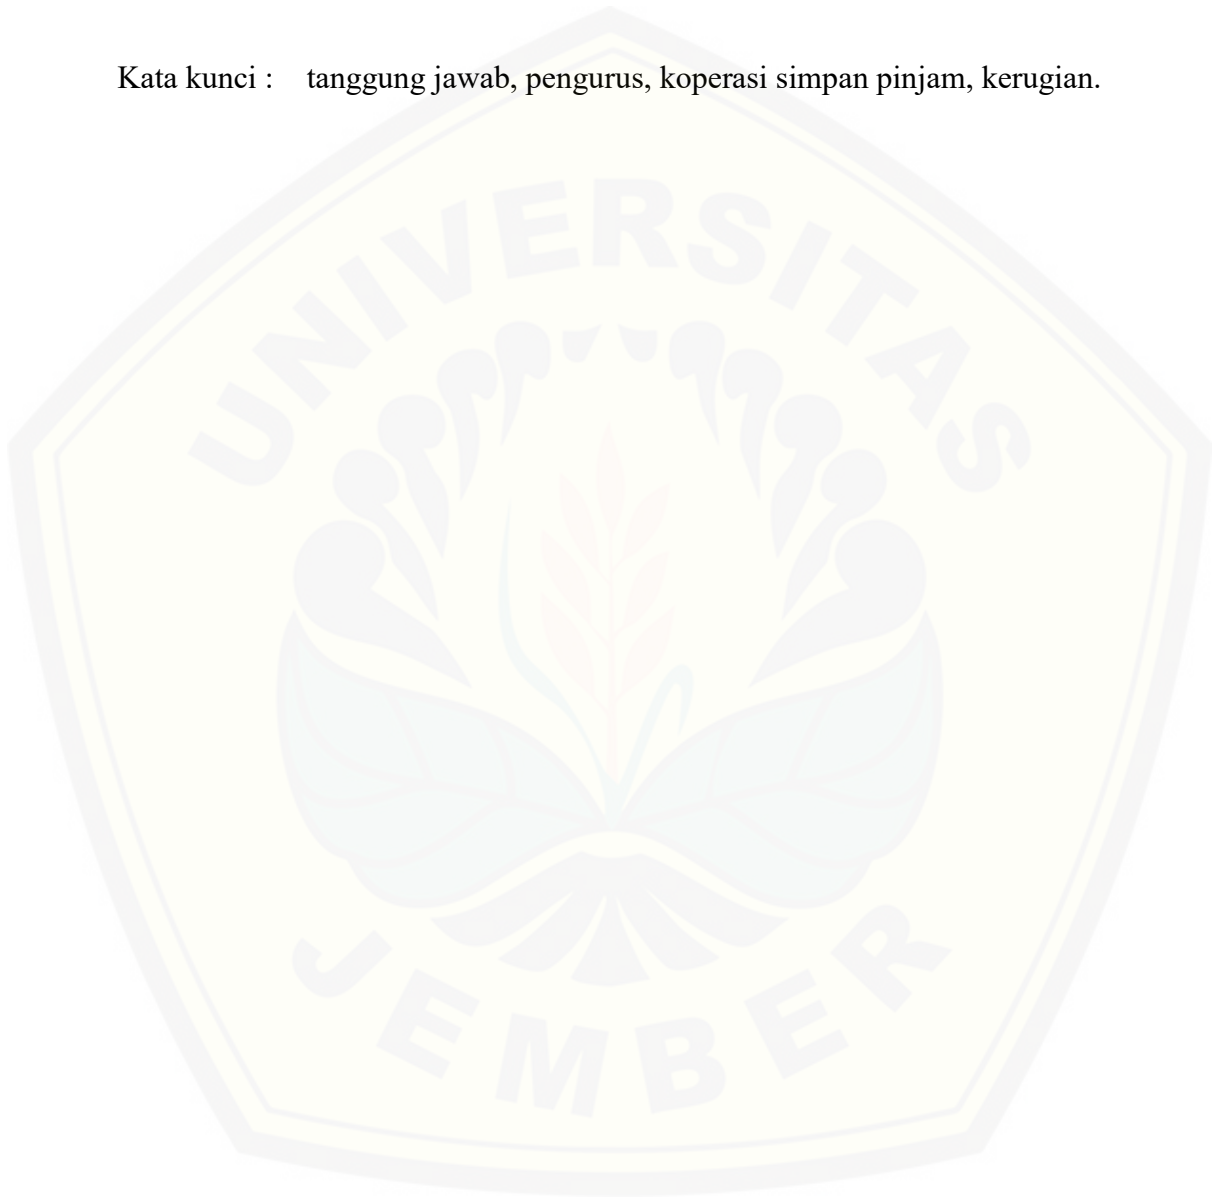 Kata kunci : tanggung jawab, pengurus, koperasi simpan pinjam, kerugian.
UNIVERSITAS
JEMBER